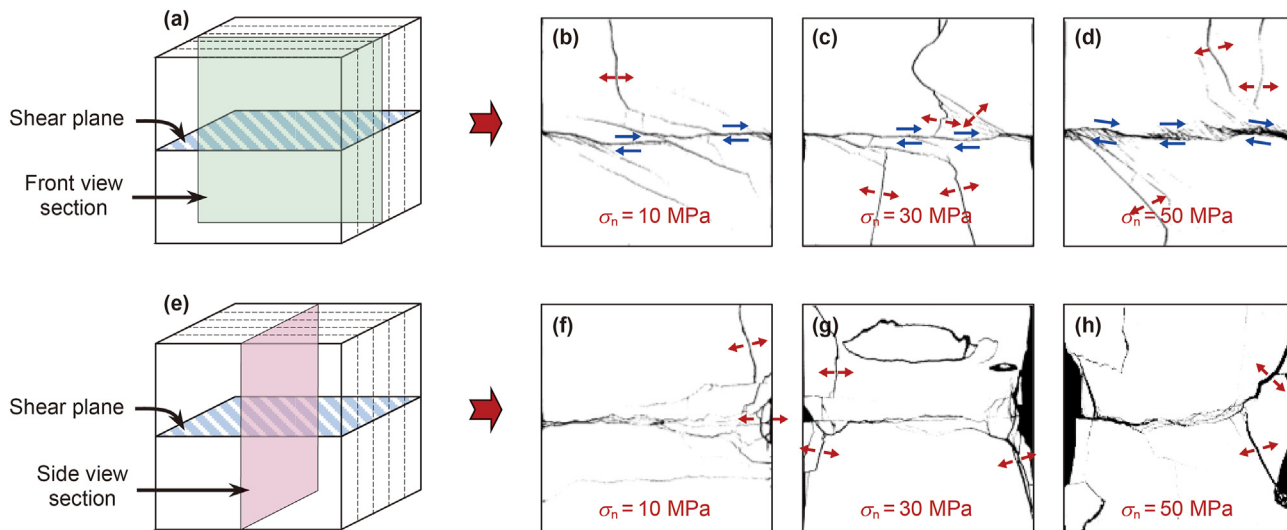 (a)
Shear plane
Front view
section
(b)
σn = 10 MPa
(c)
σn = 30 MPa
(d)
σn = 50 MPa
(e)
Shear plane
Side view
section
(f)
σn = 10 MPa
(g)
σn = 30 MPa
(h)
σn = 50 MPa